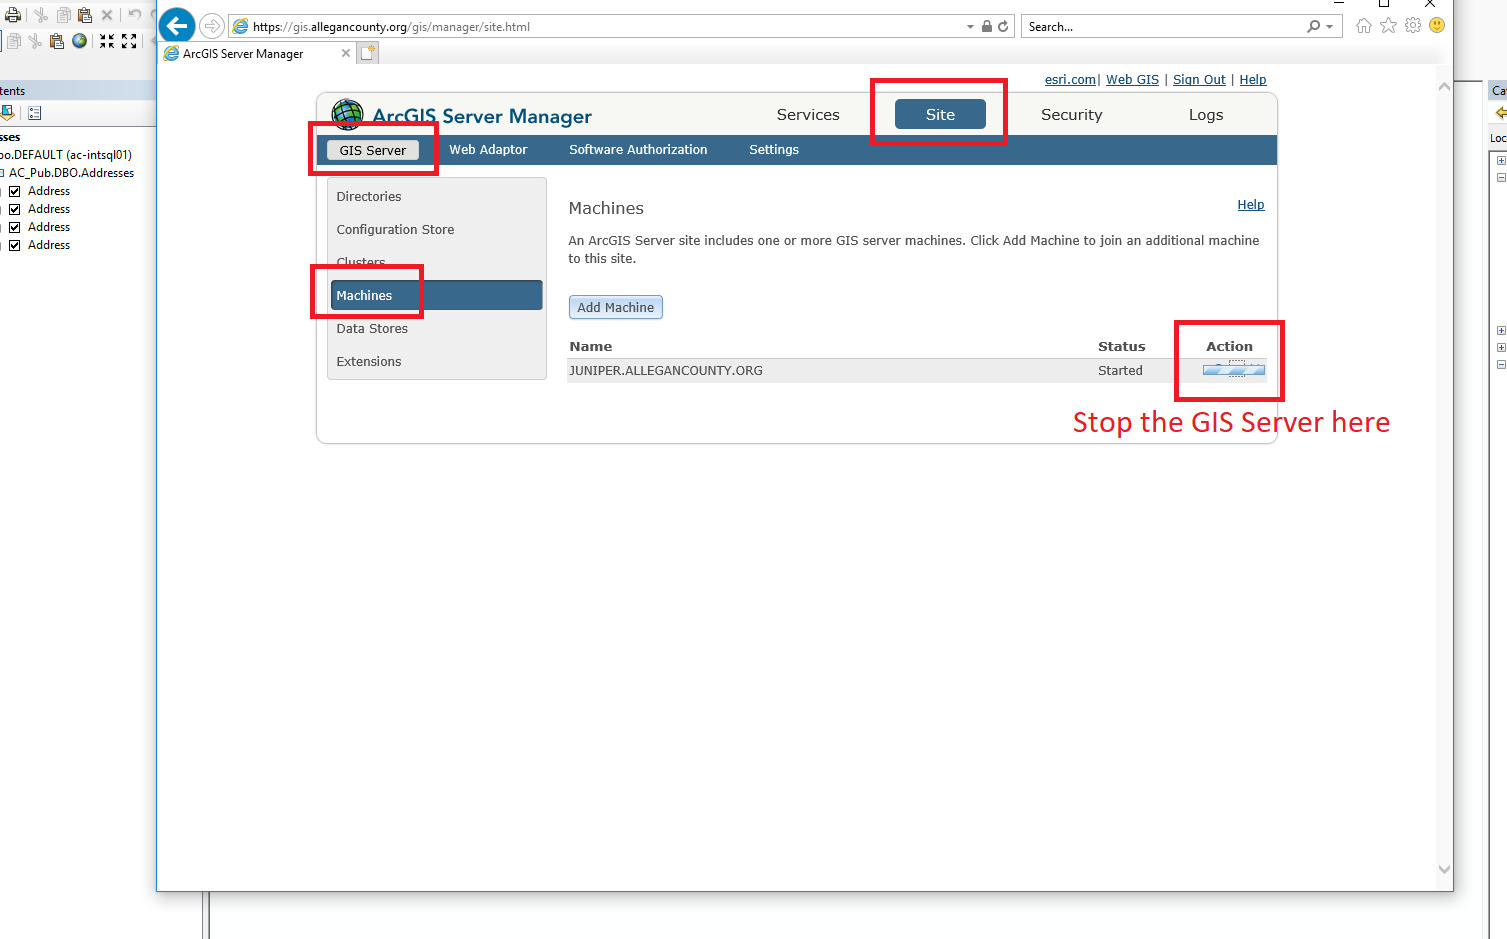 https://gis.allegancounty.org/gis/manager/site.html
Search...
ArcGIS Server Manager
esri.com | Web GIS | Sign Out | Help
ArcGIS Server Manager
Services
Site
Security
Logs
GIS Server
Web Adaptor
Software Authorization
Settings
Directories
Configuration Store
Clusters
Machines
Data Stores
Extensions
Machines
Help
An ArcGIS Server site includes one or more GIS server machines. Click Add Machine to join an additional machine
to this site.
Add Machine
Name Status Action
JUNIPER.ALLEGANCOUNTY.ORG Started
Stop the GIS Server here
tents
sses
bo.DEFAULT (ac-intsql01)
AC_Pub.DBO.Addresses
Address
Address
Address
Address
Ca
Loc